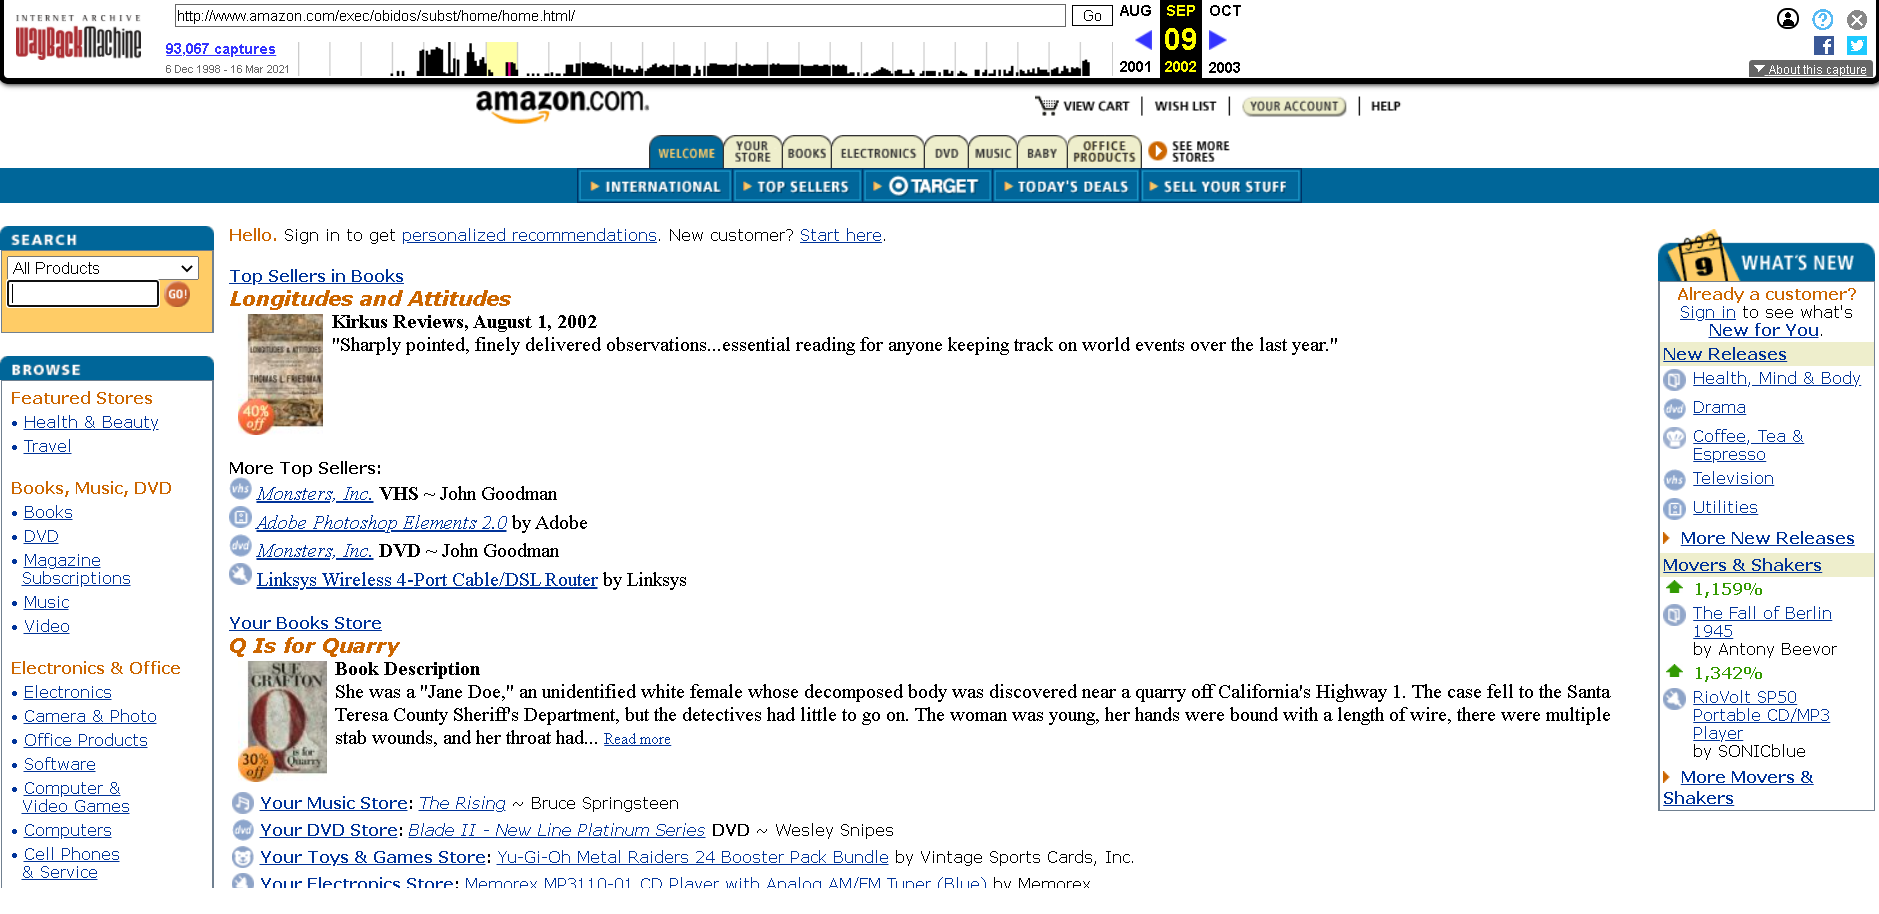 INTERNET ARCHIVE
WayBackMachine
http://www.amazon.com/exec/obidos/subst/home/home.html/
Go
93,067 captures
6 Dec 1998 - 16 Mar 2021
AUG SEP OCT
09
2001 2002 2003
About this capture
amazon.com.
VIEW CART
WISH LIST
YOUR ACCOUNT
HELP
WELCOME
YOUR STORE
BOOKS
ELECTRONICS
DVD
MUSIC
BABY
OFFICE PRODUCTS
SEE MORE STORES
INTERNATIONAL
TOP SELLERS
TARGET
TODAY'S DEALS
SELL YOUR STUFF
SEARCH
All Products
GO!
BROWSE
Featured Stores
• Health & Beauty
• Travel
Books, Music, DVD
• Books
• DVD
• Magazine
Subscriptions
• Music
• Video
Electronics & Office
• Electronics
• Camera & Photo
• Office Products
• Software
• Computer &
Video Games
• Computers
• Cell Phones
& Service
Hello. Sign in to get personalized recommendations. New customer? Start here.
Top Sellers in Books
Longitudes and Attitudes
LONGITUDES & ATTITUDES
THOMAS L. FRIEDMAN
40% off
Kirkus Reviews, August 1, 2002
"Sharply pointed, finely delivered observations...essential reading for anyone keeping track on world events over the last year."
More Top Sellers:
vhs Monsters, Inc. VHS ~ John Goodman
Adobe Photoshop Elements 2.0 by Adobe
dvd Monsters, Inc. DVD ~ John Goodman
Linksys Wireless 4-Port Cable/DSL Router by Linksys
Your Books Store
Q Is for Quarry
SUE
GRAFTON
Q
is for
Quarry
30% off
Book Description
She was a "Jane Doe," an unidentified white female whose decomposed body was discovered near a quarry off California's Highway 1. The case fell to the Santa
Teresa County Sheriff's Department, but the detectives had little to go on. The woman was young, her hands were bound with a length of wire, there were multiple
stab wounds, and her throat had... Read more
Your Music Store: The Rising ~ Bruce Springsteen
dvd Your DVD Store: Blade II - New Line Platinum Series DVD ~ Wesley Snipes
Your Toys & Games Store: Yu-Gi-Oh Metal Raiders 24 Booster Pack Bundle by Vintage Sports Cards, Inc.
Your Electronics Store: Memorex MP3110-01 CD Player with Analog AM/FM Tuner (Blue) by Memorex
9
WHAT'S NEW
Already a customer?
Sign in to see what's
New for You.
New Releases
Health, Mind & Body
dvd Drama
Coffee, Tea &
Espresso
vhs Television
Utilities
More New Releases
Movers & Shakers
1,159%
The Fall of Berlin
1945
by Antony Beevor
1,342%
RioVolt SP50
Portable CD/MP3
Player
by SONICblue
More Movers &
Shakers